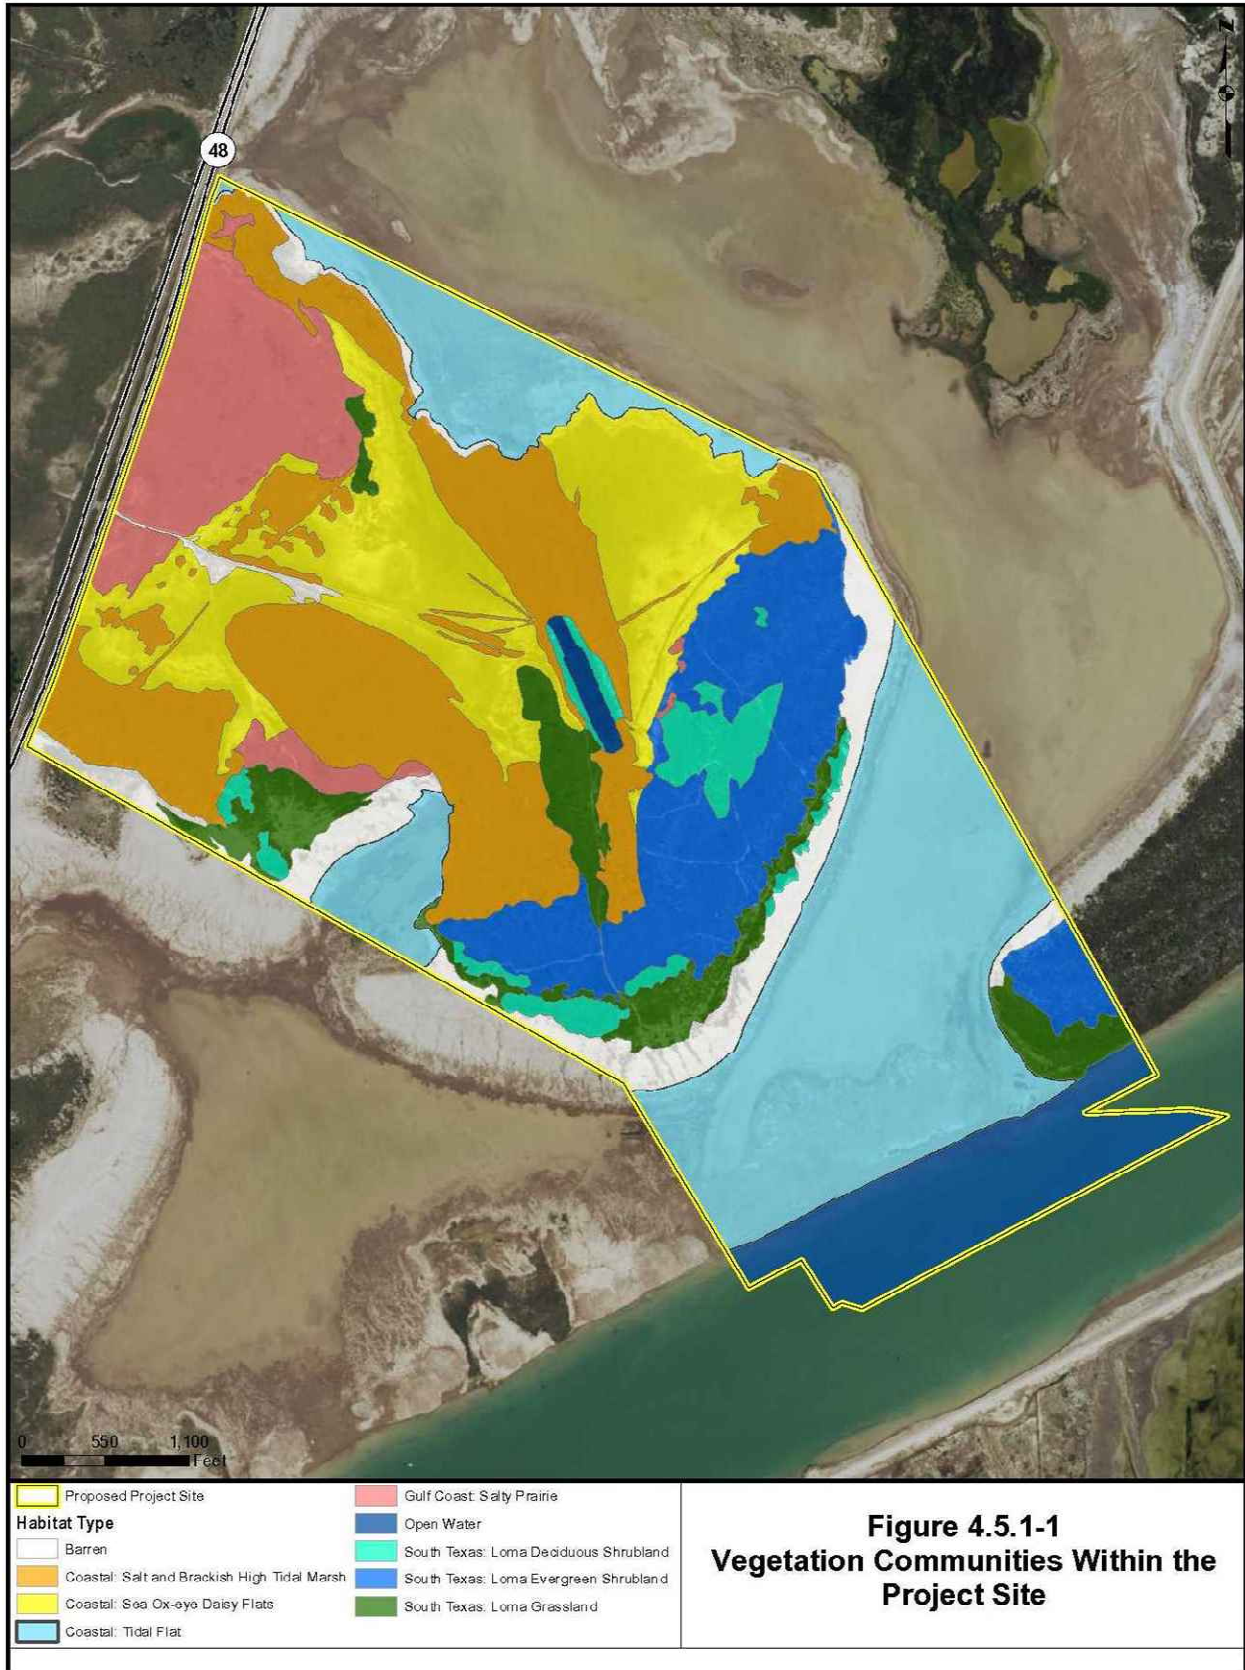 N
48
0 550 1,100
Feet
Proposed Project Site
Habitat Type
Barren
Coastal: Salt and Brackish High Tidal Marsh
Coastal: Sea Ox-eye Daisy Flats
Coastal: Tidal Flat
Gulf Coast: Salty Prairie
Open Water
South Texas: Loma Deciduous Shrubland
South Texas: Loma Evergreen Shrubland
South Texas: Loma Grassland
Figure 4.5.1-1
Vegetation Communities Within the
Project Site